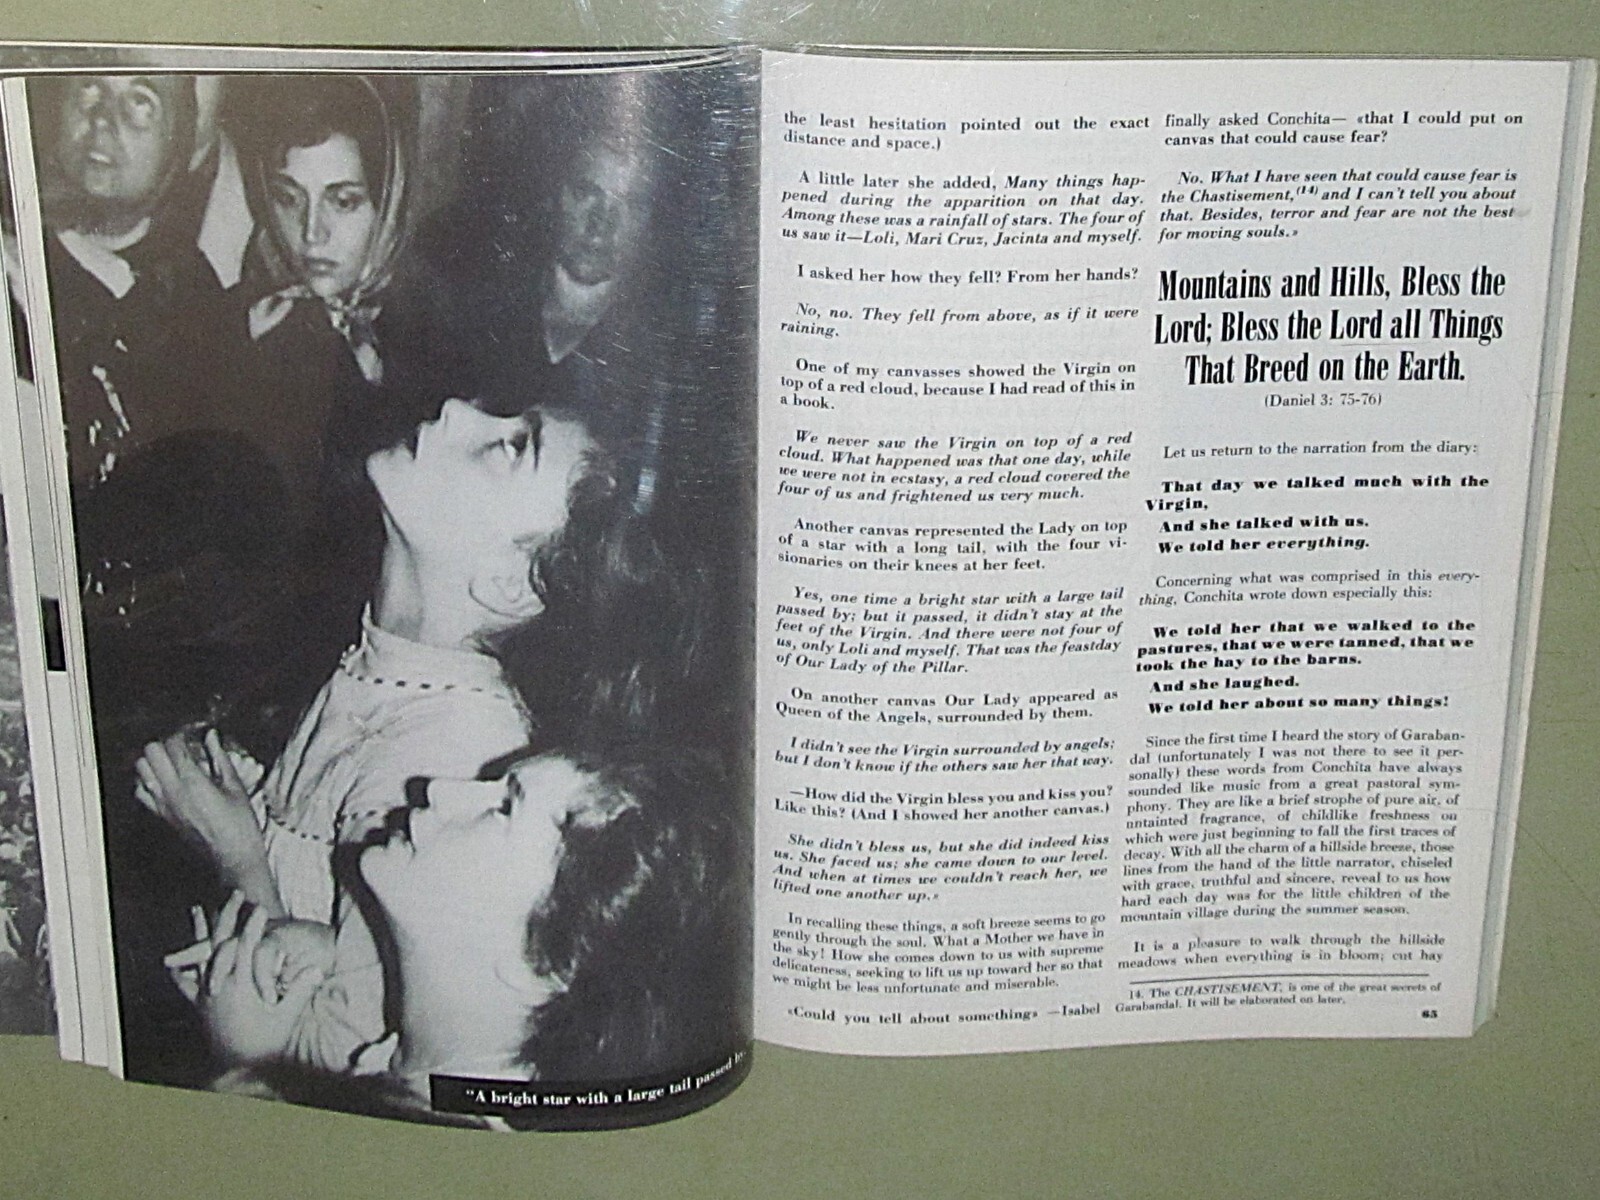 "A bright star with a large tail passed by.
the least hesitation pointed out the exact
distance and space.)
A little later she added, Many things hap-
pened during the apparition on that day.
Among these was a rainfall of stars. The four of
us saw it—Loli, Mari Cruz, Jacinta and myself.
I asked her how they fell? From her hands?
No, no. They fell from above, as if it were
raining.
One of my canvasses showed the Virgin on
top of a red cloud, because I had read of this in
a book.
We never saw the Virgin on top of a red
cloud. What happened was that one day, while
we were not in ecstasy, a red cloud covered the
four of us and frightened us very much.
Another canvas represented the Lady on top
of a star with a long tail, with the four vi-
sionaries on their knees at her feet.
Yes, one time a bright star with a large tail
passed by; but it passed, it didn't stay at the
feet of the Virgin. And there were not four of
us, only Loli and myself. That was the feastday
of Our Lady of the Pillar.
On another canvas Our Lady appeared as
Queen of the Angels, surrounded by them.
I didn't see the Virgin surrounded by angels;
but I don't know if the others saw her that way.
—How did the Virgin bless you and kiss you?
Like this? (And I showed her another canvas.)
She didn't bless us, but she did indeed kiss
us. She faced us; she came down to our level.
And when at times we couldn't reach her, we
lifted one another up.»
In recalling these things, a soft breeze seems to go
gently through the soul. What a Mother we have in
the sky! How she comes down to us with supreme
delicateness, seeking to lift us up toward her so that
we might be less unfortunate and miserable.
«Could you tell about something» —Isabel
finally asked Conchita— «that I could put on
canvas that could cause fear?
No. What I have seen that could cause fear is
the Chastisement,(14) and I can't tell you about
that. Besides, terror and fear are not the best
for moving souls.»
Mountains and Hills, Bless the
Lord; Bless the Lord all Things
That Breed on the Earth.
(Daniel 3: 75-76)
Let us return to the narration from the diary:
That day we talked much with the
Virgin,
And she talked with us.
We told her everything.
Concerning what was comprised in this every-
thing, Conchita wrote down especially this:
We told her that we walked to the
pastures, that we were tanned, that we
took the hay to the barns.
And she laughed.
We told her about so many things!
Since the first time I heard the story of Garaban-
dal (unfortunately I was not there to see it per-
sonally) these words from Conchita have always
sounded like music from a great pastoral sym-
phony. They are like a brief strophe of pure air, of
untainted fragrance, of childlike freshness on
which were just beginning to fall the first traces of
decay. With all the charm of a hillside breeze, those
lines from the hand of the little narrator, chiseled
with grace, truthful and sincere, reveal to us how
hard each day was for the little children of the
mountain village during the summer season.
It is a pleasure to walk through the hillside
meadows when everything is in bloom; cut hay
14. The CHASTISEMENT, is one of the great secrets of
Garabandal. It will be elaborated on later.
65